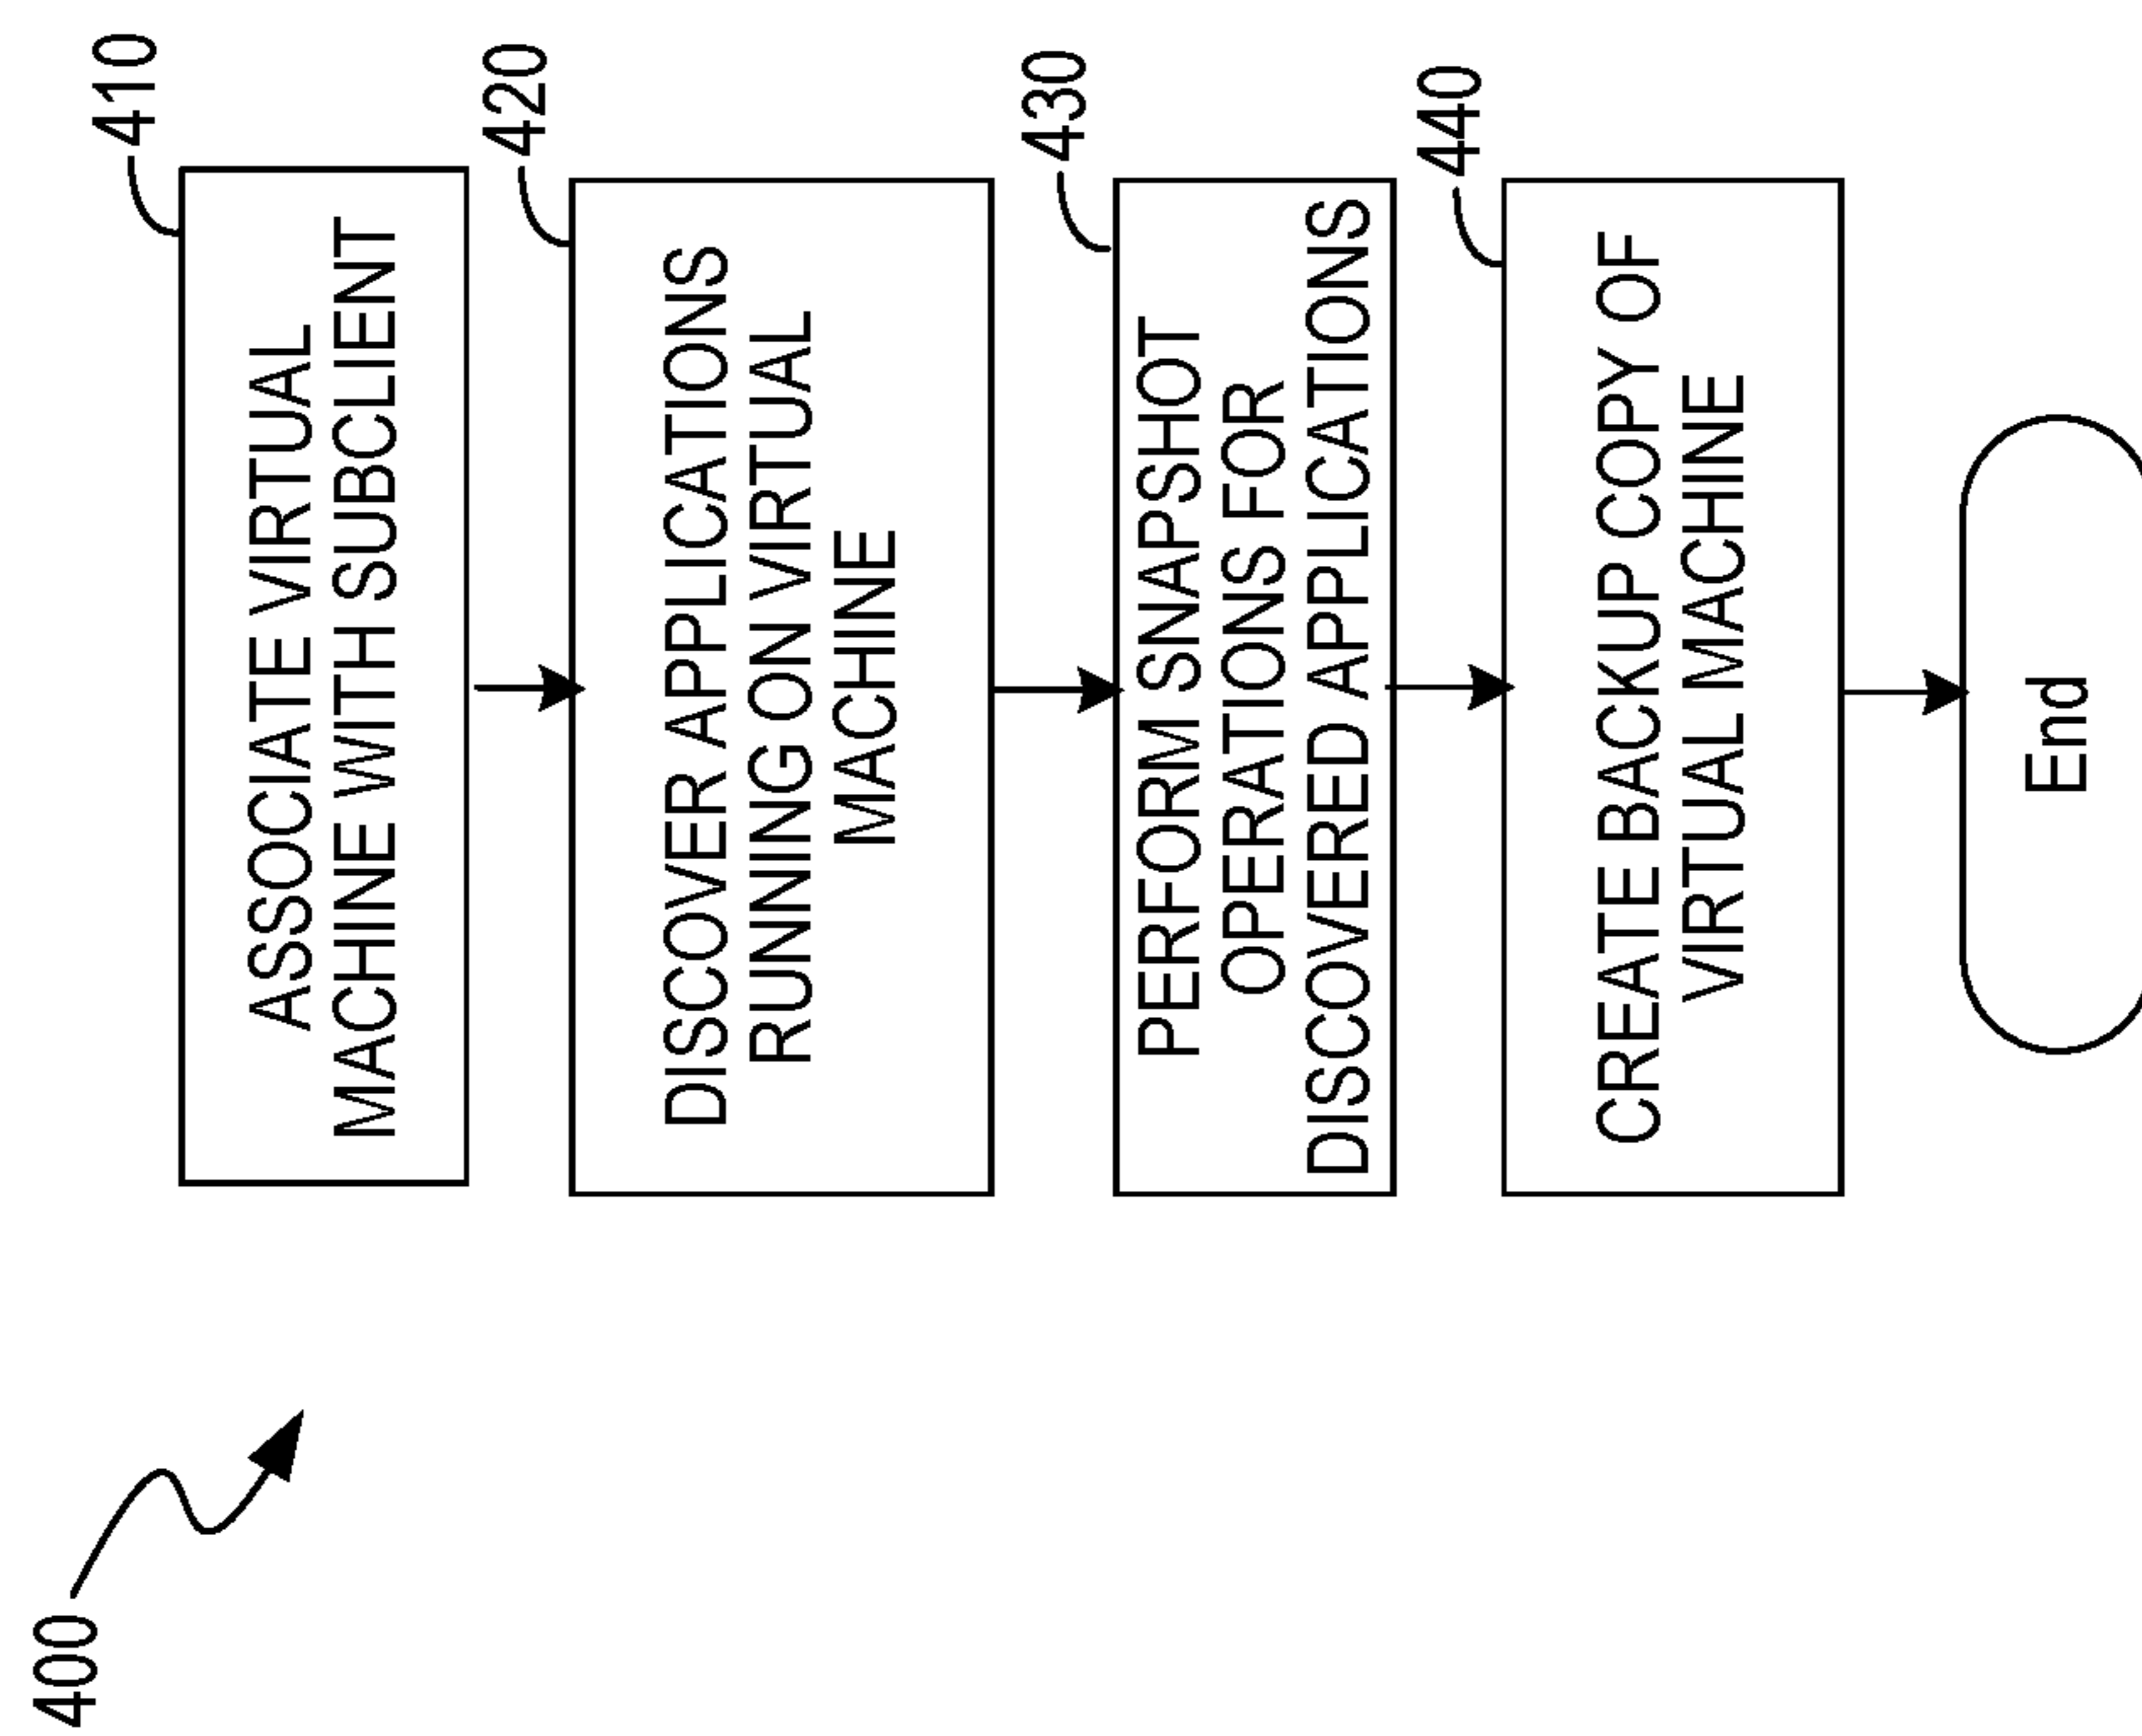 400
410
ASSOCIATE VIRTUAL
MACHINE WITH SUBCLIENT
420
DISCOVER APPLICATIONS
RUNNING ON VIRTUAL
MACHINE
430
PERFORM SNAPSHOT
OPERATIONS FOR
DISCOVERED APPLICATIONS
440
CREATE BACKUP COPY OF
VIRTUAL MACHINE
End